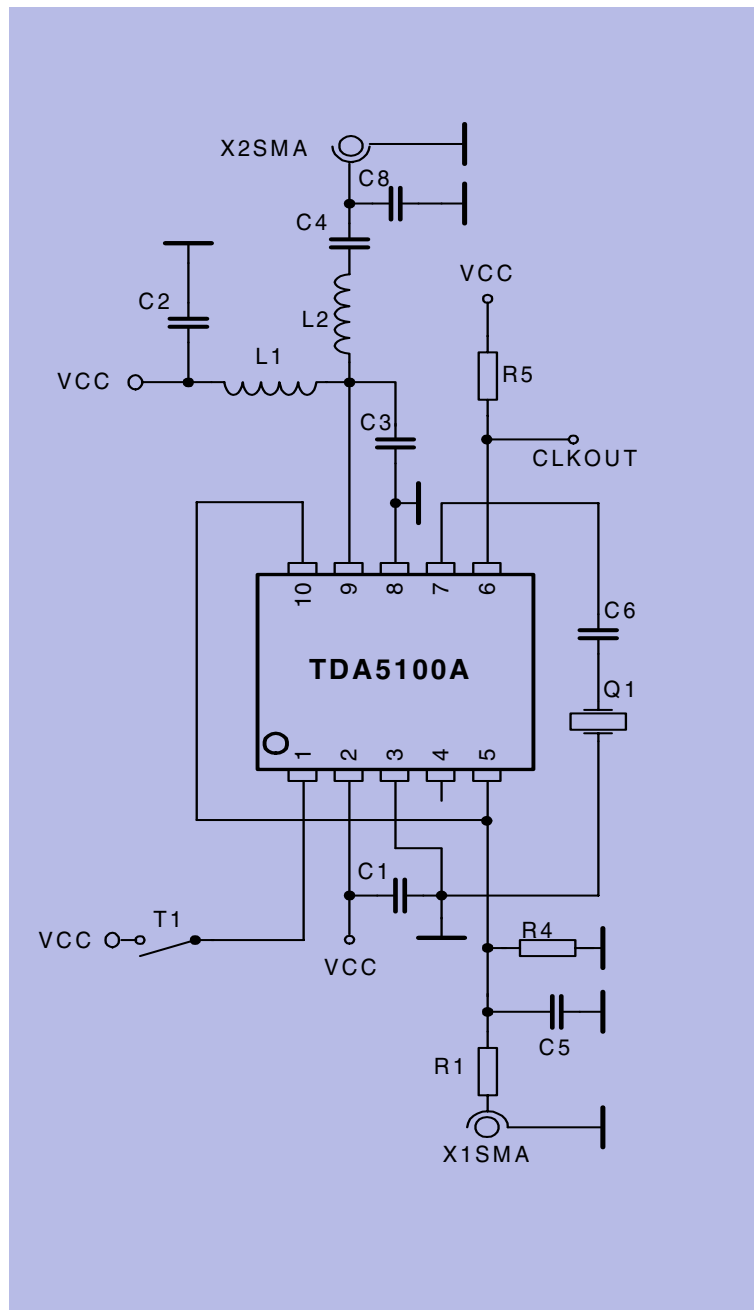 X2SMA
C8
C4
VCC
C2
L2
L1
R5
VCC
C3
CLKOUT
10 9 8 7 6
C6
TDA5100A
Q1
1 2 3 4 5
C1
T1
R4
VCC
VCC
C5
R1
X1SMA